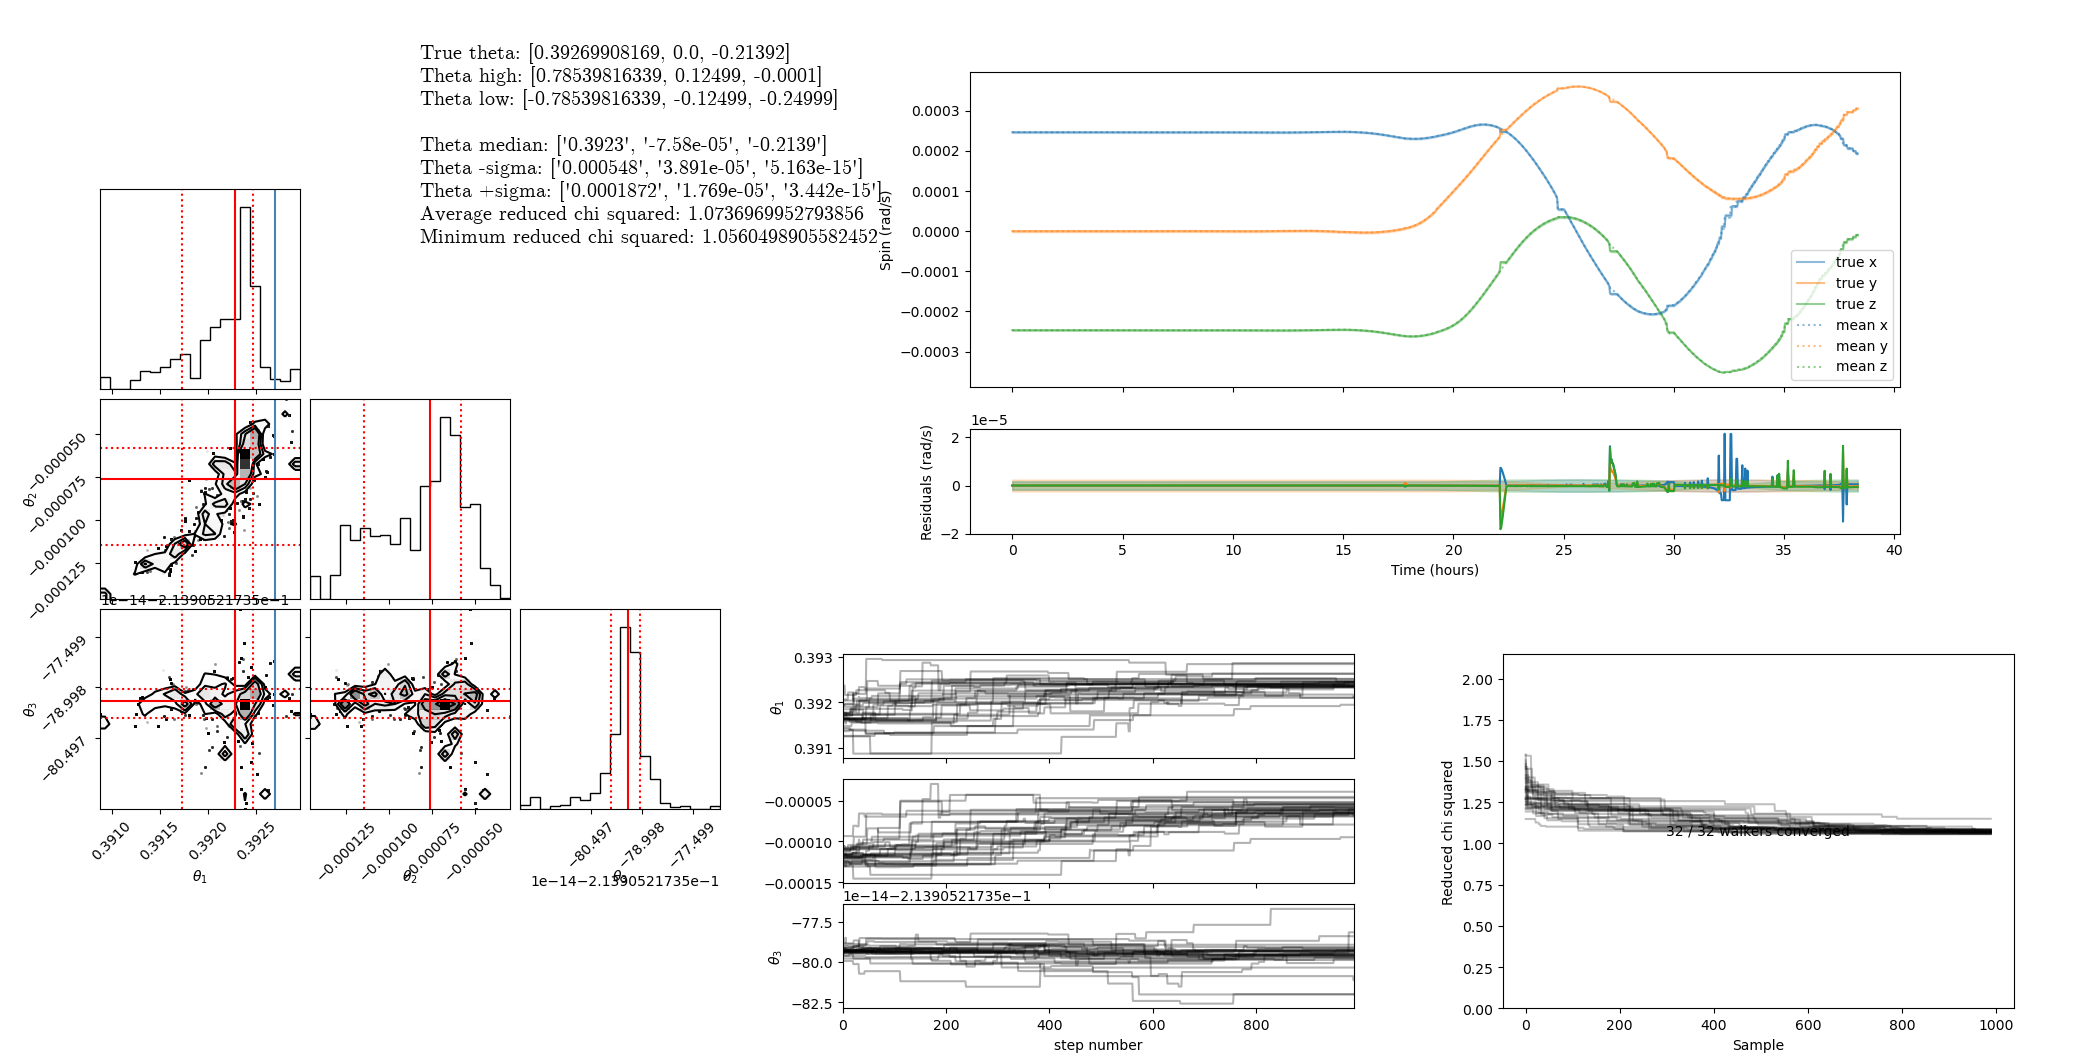 True theta: [0.39269908169, 0.0, -0.21392]
Theta high: [0.78539816339, 0.12499, -0.0001]
Theta low: [-0.78539816339, -0.12499, -0.24999]
Theta median: ['0.3923', '-7.58e-05', '-0.2139']
Theta -sigma: ['0.000548', '3.891e-05', '5.163e-15']
Theta +sigma: ['0.0001872', '1.769e-05', '3.442e-15']
Average reduced chi squared: 1.0736969952793856
Minimum reduced chi squared: 1.0560498905582452
Spin (rad/s)
0.0003
0.0002
0.0001
0.0000
−0.0001
−0.0002
−0.0003
true x
true y
true z
mean x
mean y
mean z
1e−5
Residuals (rad/s)
2
0
−2
0 5 10 15 20 25 30 35 40
Time (hours)
θ2
−0.000050
−0.000075
−0.000100
−0.000125
1e−14−2.1390521735e−1
θ3
−77.499
−78.998
−80.497
0.3910 0.3915 0.3920 0.3925
θ1
−0.000125 −0.000100 −0.000075 −0.000050
θ2
−80.497 −78.998 −77.499
θ3
1e−14−2.1390521735e−1
θ1
0.393
0.392
0.391
−0.00005
−0.00010
−0.00015
1e−14−2.1390521735e−1
θ3
−77.5
−80.0
−82.5
0 200 400 600 800
step number
Reduced chi squared
2.00
1.75
1.50
1.25
1.00
0.75
0.50
0.25
0.00
32 / 32 walkers converged
0 200 400 600 800 1000
Sample